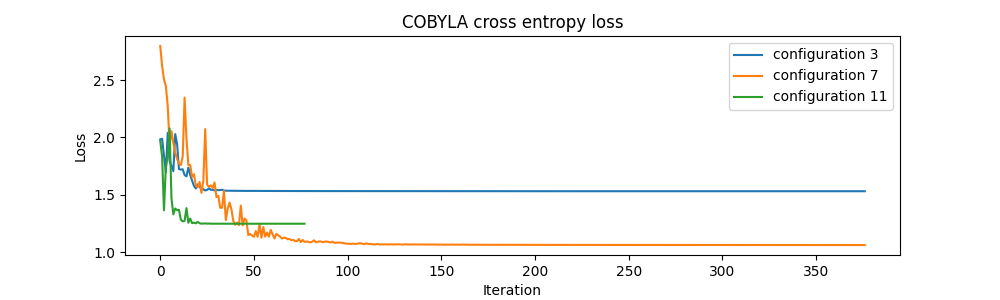 COBYLA cross entropy loss
configuration 3
configuration 7
configuration 11
Loss
2.5
2.0
1.5
1.0
0 50 100 150 200 250 300 350
Iteration